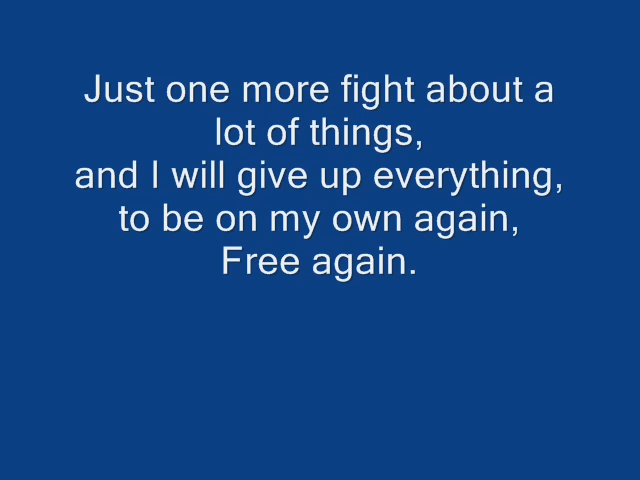 Just one more fight about a
lot of things,
and I will give up everything,
to be on my own again,
Free again.